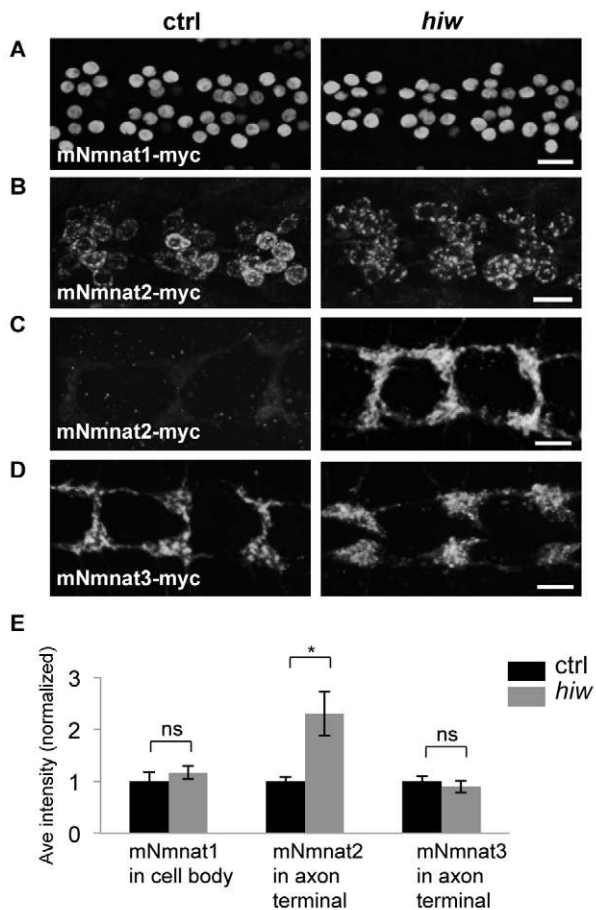 ctrl
hiw
A
mNmnat1-myc
B
mNmnat2-myc
C
mNmnat2-myc
D
mNmnat3-myc
E
Ave intensity (normalized)
3
2
1
0
ns
*
ns
ctrl
hiw
mNmnat1
in cell body
mNmnat2
in axon
terminal
mNmnat3
in axon
terminal